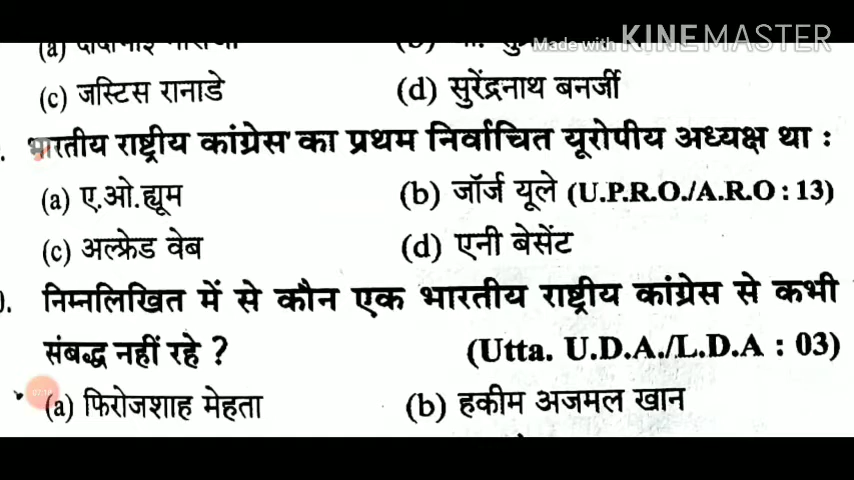 Made with KINEMASTER
(c) जस्टिस रानाडे (d) सुरेंद्रनाथ बनर्जी
भारतीय राष्ट्रीय कांग्रेस का प्रथम निर्वाचित यूरोपीय अध्यक्ष था :
(a) ए.ओ.ह्यूम (b) जॉर्ज यूले (U.P.R.O./A.R.O : 13)
(c) अल्फ्रेड वेब (d) एनी बेसेंट
निम्नलिखित में से कौन एक भारतीय राष्ट्रीय कांग्रेस से कभी
संबद्ध नहीं रहे ? (Utta. U.D.A./L.D.A : 03)
(a) फिरोजशाह मेहता (b) हकीम अजमल खान